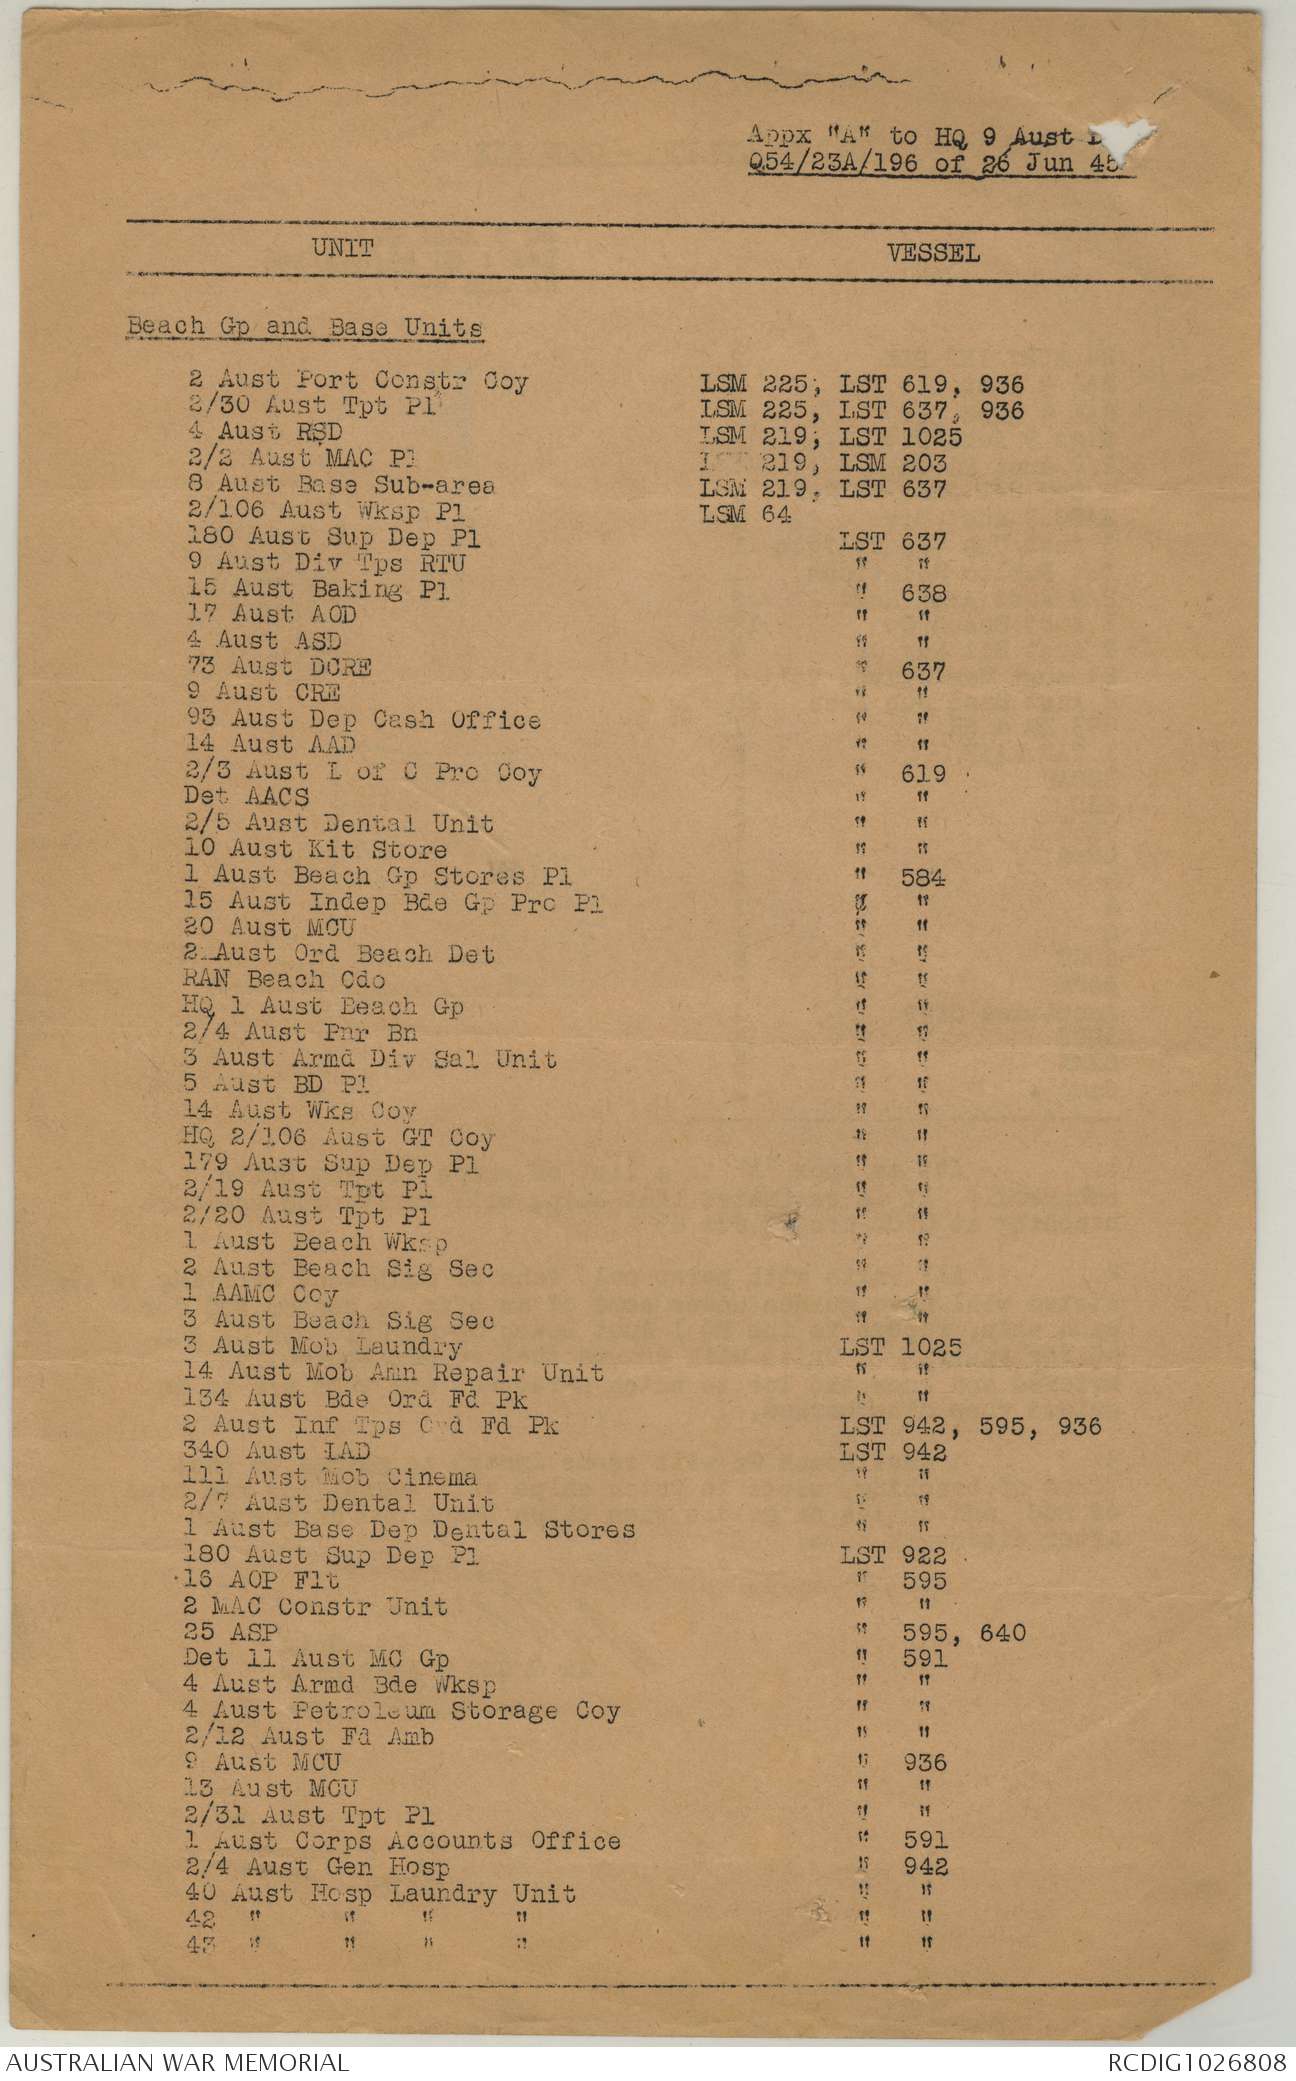 Appx "A" to HQ 9 Aust
Q54/23A/196 of 26 Jun 45
UNIT VESSEL
Beach Gp and Base Units
2 Aust Port Constr Coy LSM 225, LST 619, 936
2/30 Aust Tpt Pl LSM 225, LST 637, 936
4 Aust RSD LSM 219, LST 1025
2/2 Aust MAC Pl 219, LSM 203
8 Aust Base Sub-area LSM 219, LST 637
2/106 Aust Wksp Pl LSM 64
180 Aust Sup Dep Pl LST 637
9 Aust Div Tps RTU " "
15 Aust Baking Pl " 638
17 Aust AOD " "
4 Aust ASD " "
73 Aust DCRE " 637
9 Aust CRE " "
93 Aust Dep Cash Office " "
14 Aust AAD " "
2/3 Aust L of C Pro Coy " 619
Det AACS " "
2/5 Aust Dental Unit " "
10 Aust Kit Store " "
1 Aust Beach Gp Stores Pl " 584
15 Aust Indep Bde Gp Pro Pl " "
20 Aust MCU " "
2 Aust Ord Beach Det " "
RAN Beach Cdo " "
HQ 1 Aust Beach Gp " "
2/4 Aust Pnr Bn " "
3 Aust Armd Div Sal Unit " "
5 Aust BD Pl " "
14 Aust Wks Coy " "
HQ 2/106 Aust GT Coy " "
179 Aust Sup Dep Pl " "
2/19 Aust Tpt Pl " "
2/20 Aust Tpt Pl " "
1 Aust Beach Wksp " "
2 Aust Beach Sig Sec " "
1 AAMC Coy " "
3 Aust Beach Sig Sec " "
3 Aust Mob Laundry LST 1025
14 Aust Mob Amn Repair Unit " "
134 Aust Bde Ord Fd Pk " "
2 Aust Inf Tps Ord Fd Pk LST 942, 595, 936
340 Aust LAD LST 942
111 Aust Mob Cinema " "
2/7 Aust Dental Unit " "
1 Aust Base Dep Dental Stores " "
180 Aust Sup Dep Pl LST 922
16 AOP Flt " 595
2 MAC Constr Unit " "
25 ASP " 595, 640
Det 11 Aust MC Gp " 591
4 Aust Armd Bde Wksp " "
4 Aust Petroleum Storage Coy " "
2/12 Aust Fd Amb " "
9 Aust MCU " 936
13 Aust MCU " "
2/31 Aust Tpt Pl " "
1 Aust Corps Accounts Office " 591
2/4 Aust Gen Hosp " 942
40 Aust Hosp Laundry Unit " "
42 " " " " " "
43 " " " " " "
AUSTRALIAN WAR MEMORIAL RCDIG1026808